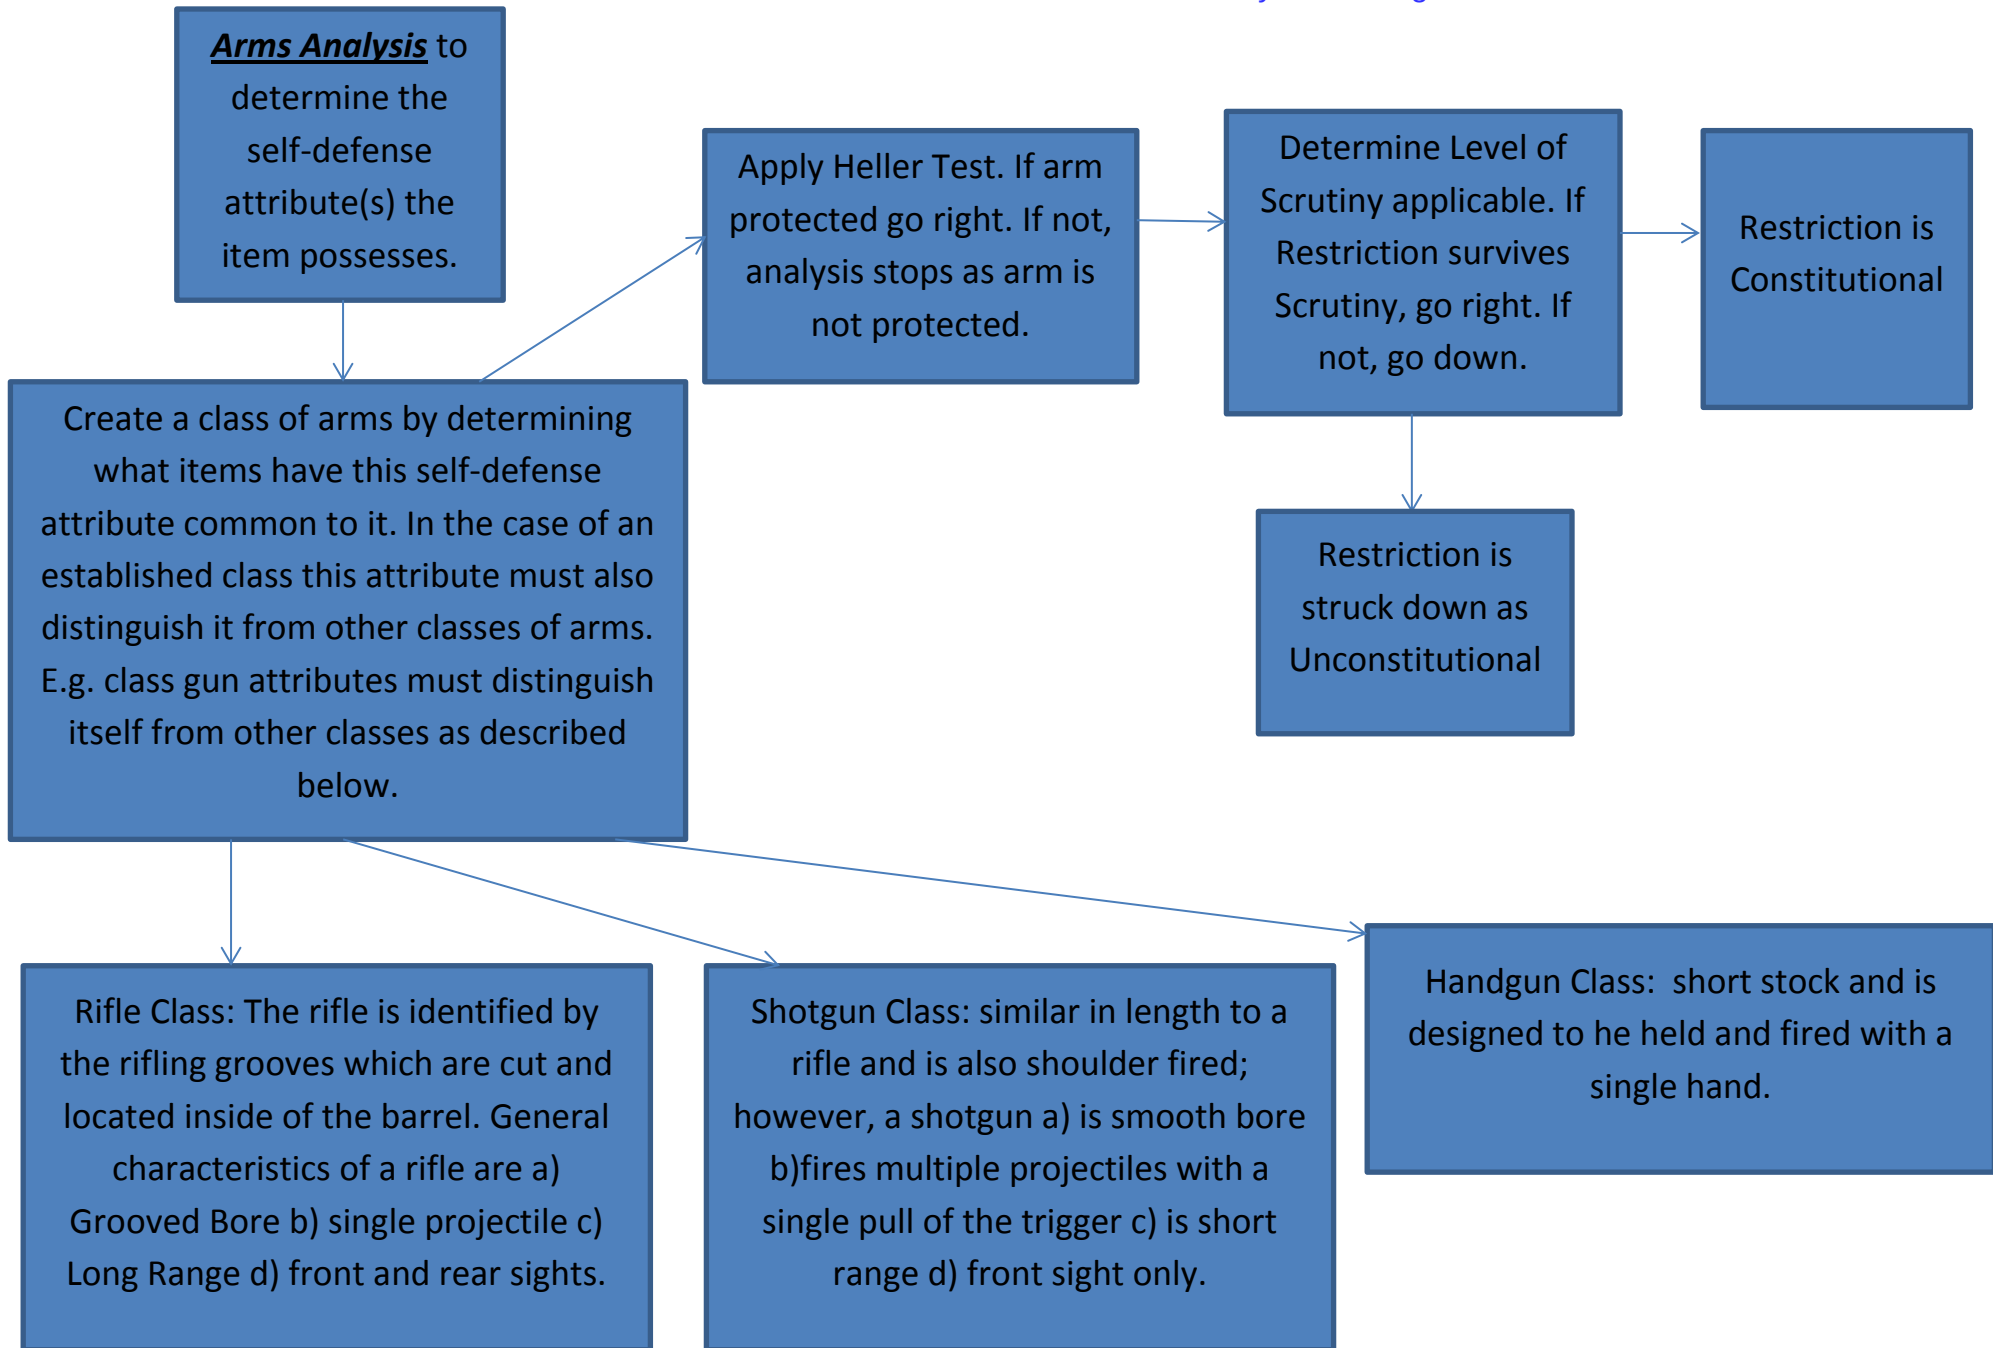 Arms Analysis to
determine the
self-defense
attribute(s) the
item possesses.
Apply Heller Test. If arm
protected go right. If not,
analysis stops as arm is
not protected.
Determine Level of
Scrutiny applicable. If
Restriction survives
Scrutiny, go right. If
not, go down.
Restriction is
Constitutional
Create a class of arms by determining
what items have this self-defense
attribute common to it. In the case of an
established class this attribute must also
distinguish it from other classes of arms.
E.g. class gun attributes must distinguish
itself from other classes as described
below.
Restriction is
struck down as
Unconstitutional
Rifle Class: The rifle is identified by
the rifling grooves which are cut and
located inside of the barrel. General
characteristics of a rifle are a)
Grooved Bore b) single projectile c)
Long Range d) front and rear sights.
Shotgun Class: similar in length to a
rifle and is also shoulder fired;
however, a shotgun a) is smooth bore
b)fires multiple projectiles with a
single pull of the trigger c) is short
range d) front sight only.
Handgun Class:  short stock and is
designed to he held and fired with a
single hand.